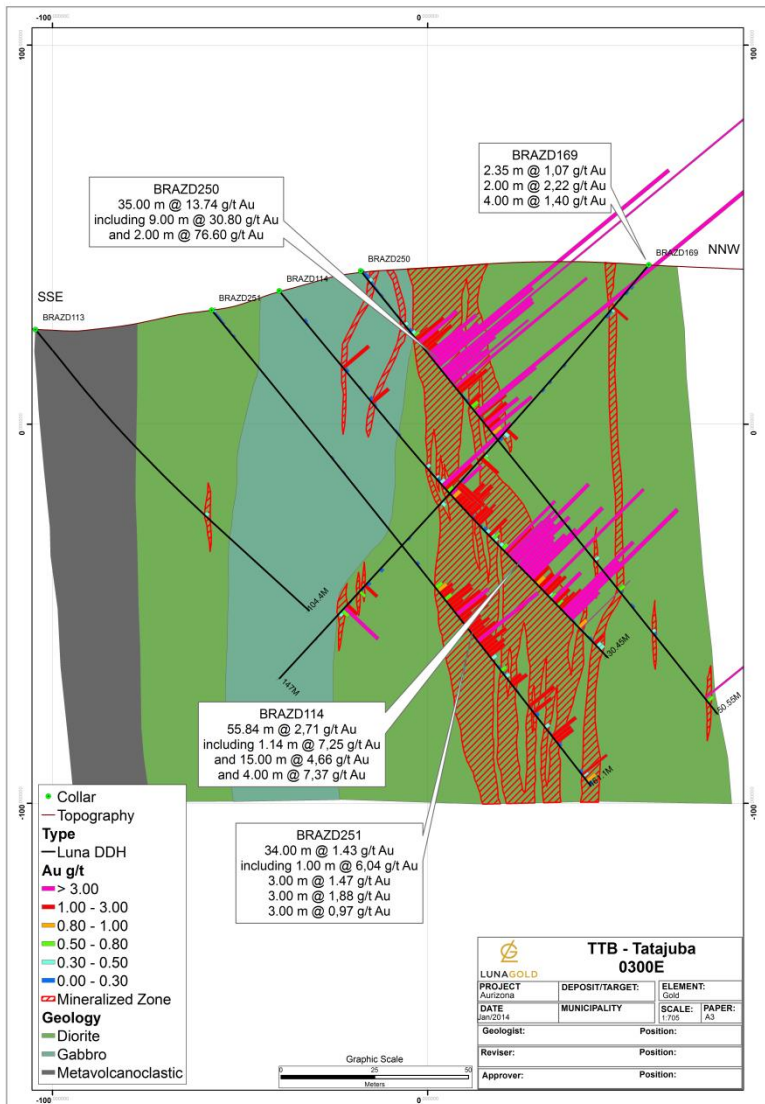 -100
0
100
100
BRAZD250
35.00 m @ 13.74 g/t Au
including 9.00 m @ 30.80 g/t Au
and 2.00 m @ 76.60 g/t Au
BRAZD169
2.35 m @ 1,07 g/t Au
2.00 m @ 2,22 g/t Au
4.00 m @ 1,40 g/t Au
SSE
NNW
BRAZD113
BRAZD251
BRAZD114
BRAZD250
BRAZD169
0
0
104.4M
147M
130.45M
150.55M
BRAZD114
55.84 m @ 2,71 g/t Au
including 1.14 m @ 7,25 g/t Au
and 15.00 m @ 4,66 g/t Au
and 4.00 m @ 7,37 g/t Au
BRAZD251
34.00 m @ 1.43 g/t Au
including 1.00 m @ 6,04 g/t Au
3.00 m @ 1.47 g/t Au
3.00 m @ 1,88 g/t Au
3.00 m @ 0,97 g/t Au
-100
-100
Collar
Topography
Type
Luna DDH
Au g/t
> 3.00
1.00 - 3.00
0.80 - 1.00
0.50 - 0.80
0.30 - 0.50
0.00 - 0.30
Mineralized Zone
Geology
Diorite
Gabbro
Metavolcanoclastic
Graphic Scale
0 25 50
Meters
LUNAGOLD
TTB - Tatajuba
0300E
PROJECT
Aurizona
DEPOSIT/TARGET:
ELEMENT:
Gold
DATE
Jan/2014
MUNICIPALITY
SCALE:
1:705
PAPER:
A3
Geologist: Position:
Reviser: Position:
Approver: Position:
-100
0